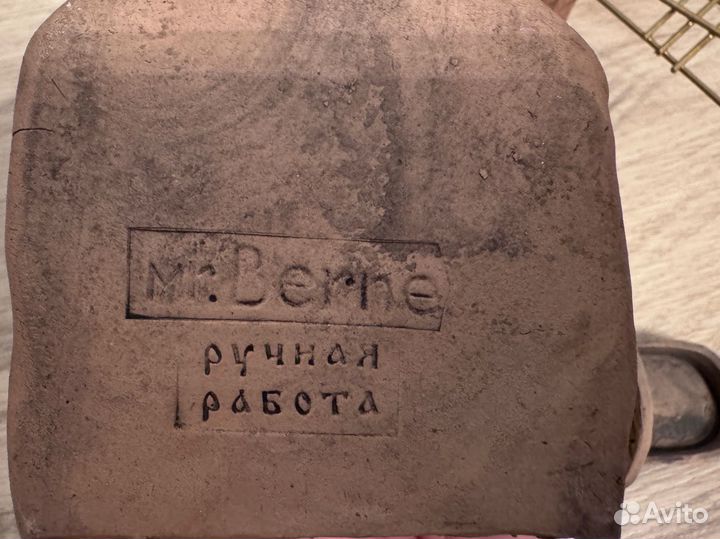 Mr. Berne
ручная
работа
Avito